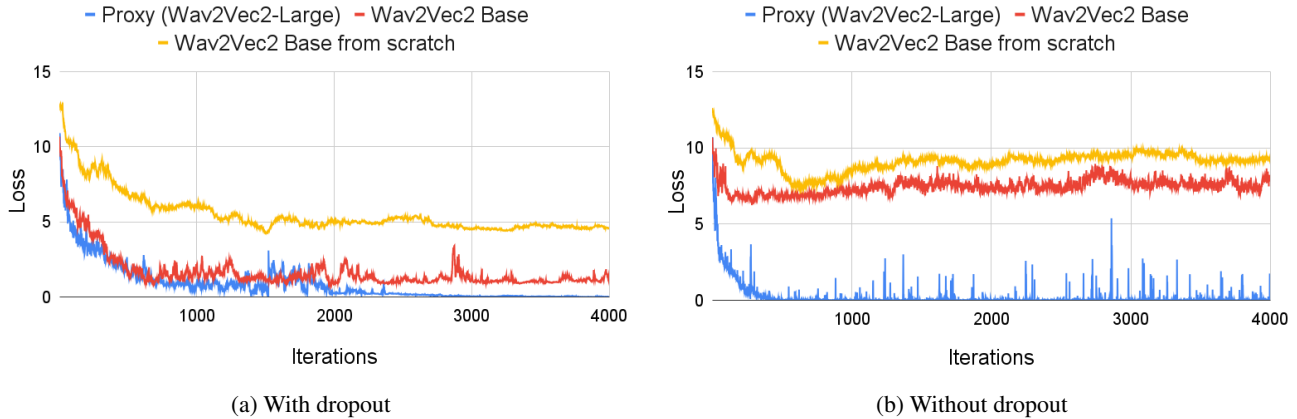 Proxy (Wav2Vec2-Large) Wav2Vec2 Base
Wav2Vec2 Base from scratch
15
10
5
0
Loss
1000 2000 3000 4000
Iterations
(a) With dropout
Proxy (Wav2Vec2-Large) Wav2Vec2 Base
Wav2Vec2 Base from scratch
15
10
5
0
Loss
1000 2000 3000 4000
Iterations
(b) Without dropout